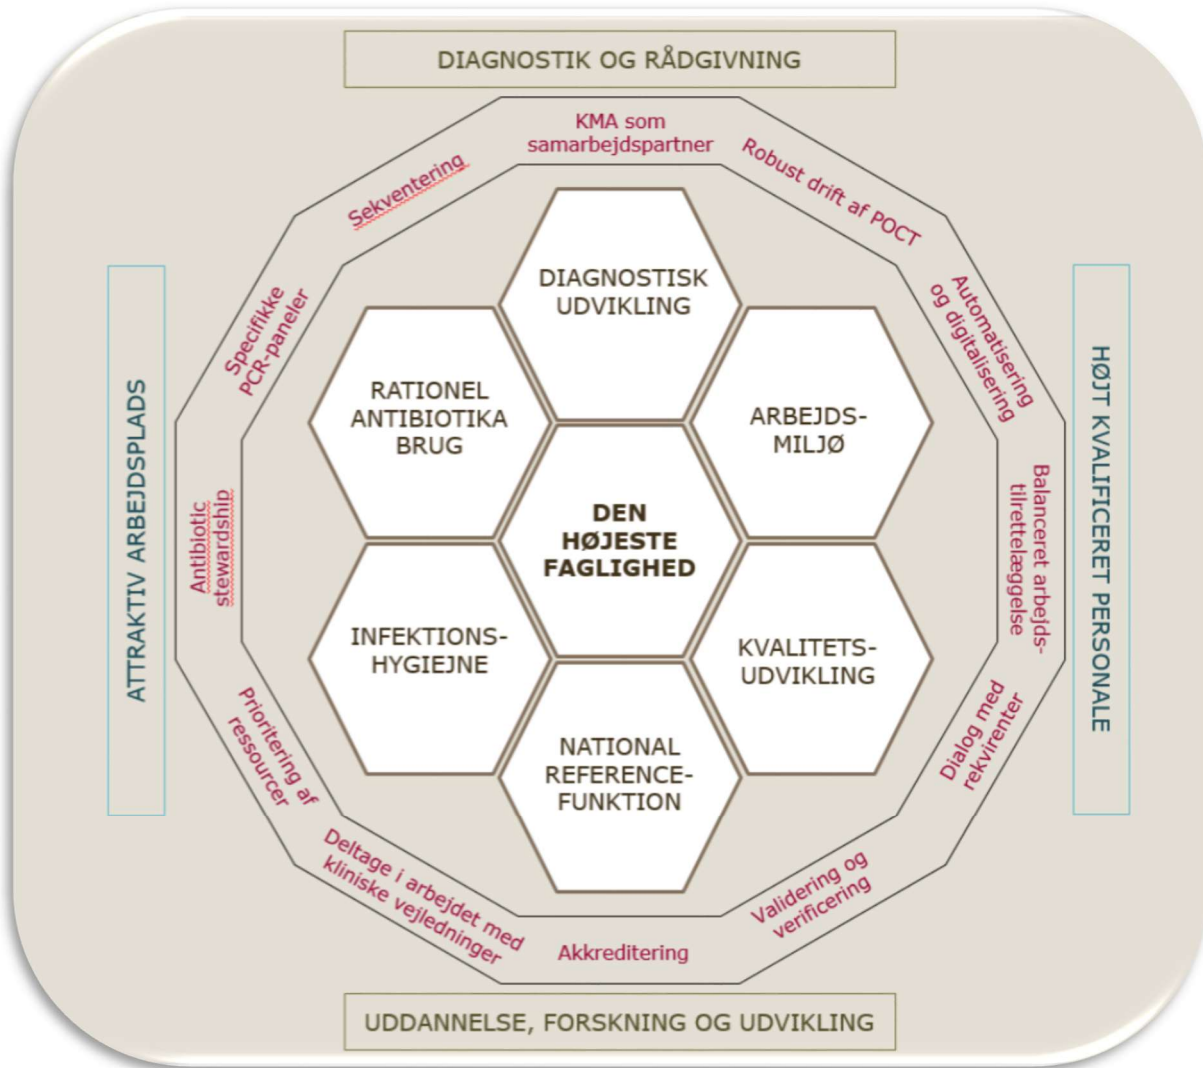 DIAGNOSTIK OG RÅDGIVNING
KMA som
samarbejdspartner
Robust drift af POCT
Automatisering
og digitalisering
Balanceret arbejds-
tilrettelæggelse
Dialog med
rekvirenter
Validering og
verificering
Akkreditering
Deltage i arbejdet med
kliniske vejledninger
Prioritering af
ressourcer
Antibiotic
stewardship
Specifikke
PCR-paneler
Sekventering
DIAGNOSTISK
UDVIKLING
RATIONEL
ANTIBIOTIKA
BRUG
ARBEJDS-
MILJØ
DEN
HØJESTE
FAGLIGHED
INFEKTIONS-
HYGIEJNE
KVALITETS-
UDVIKLING
NATIONAL
REFERENCE-
FUNKTION
ATTRAKTIV ARBEJDSPLADS
HØJT KVALIFICERET PERSONALE
UDDANNELSE, FORSKNING OG UDVIKLING